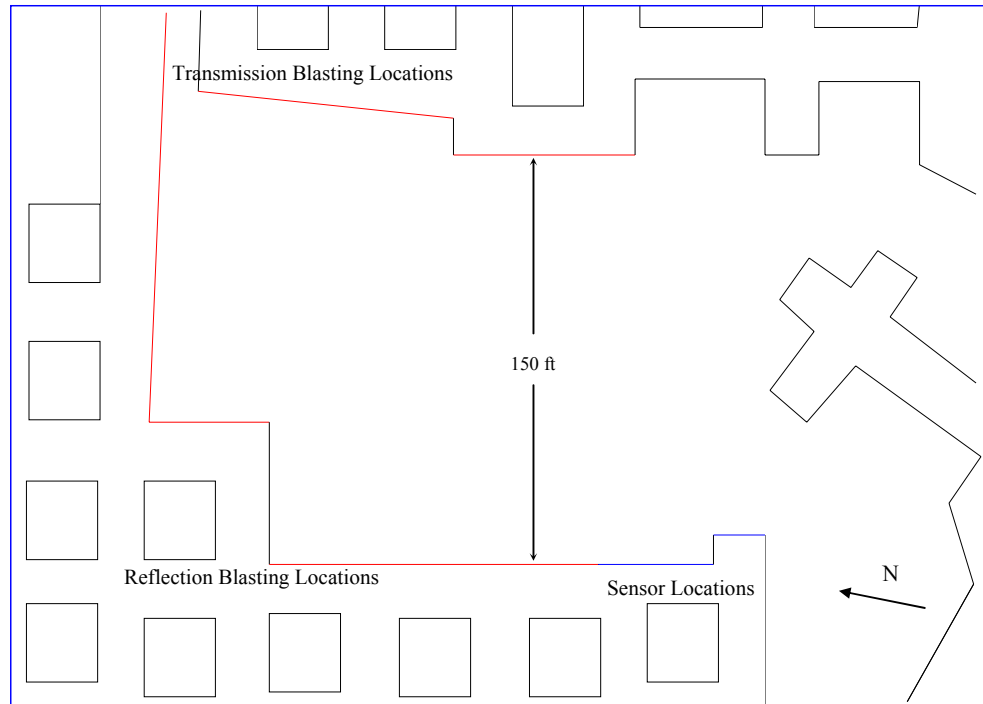 Transmission Blasting Locations
150 ft
Reflection Blasting Locations
N
Sensor Locations